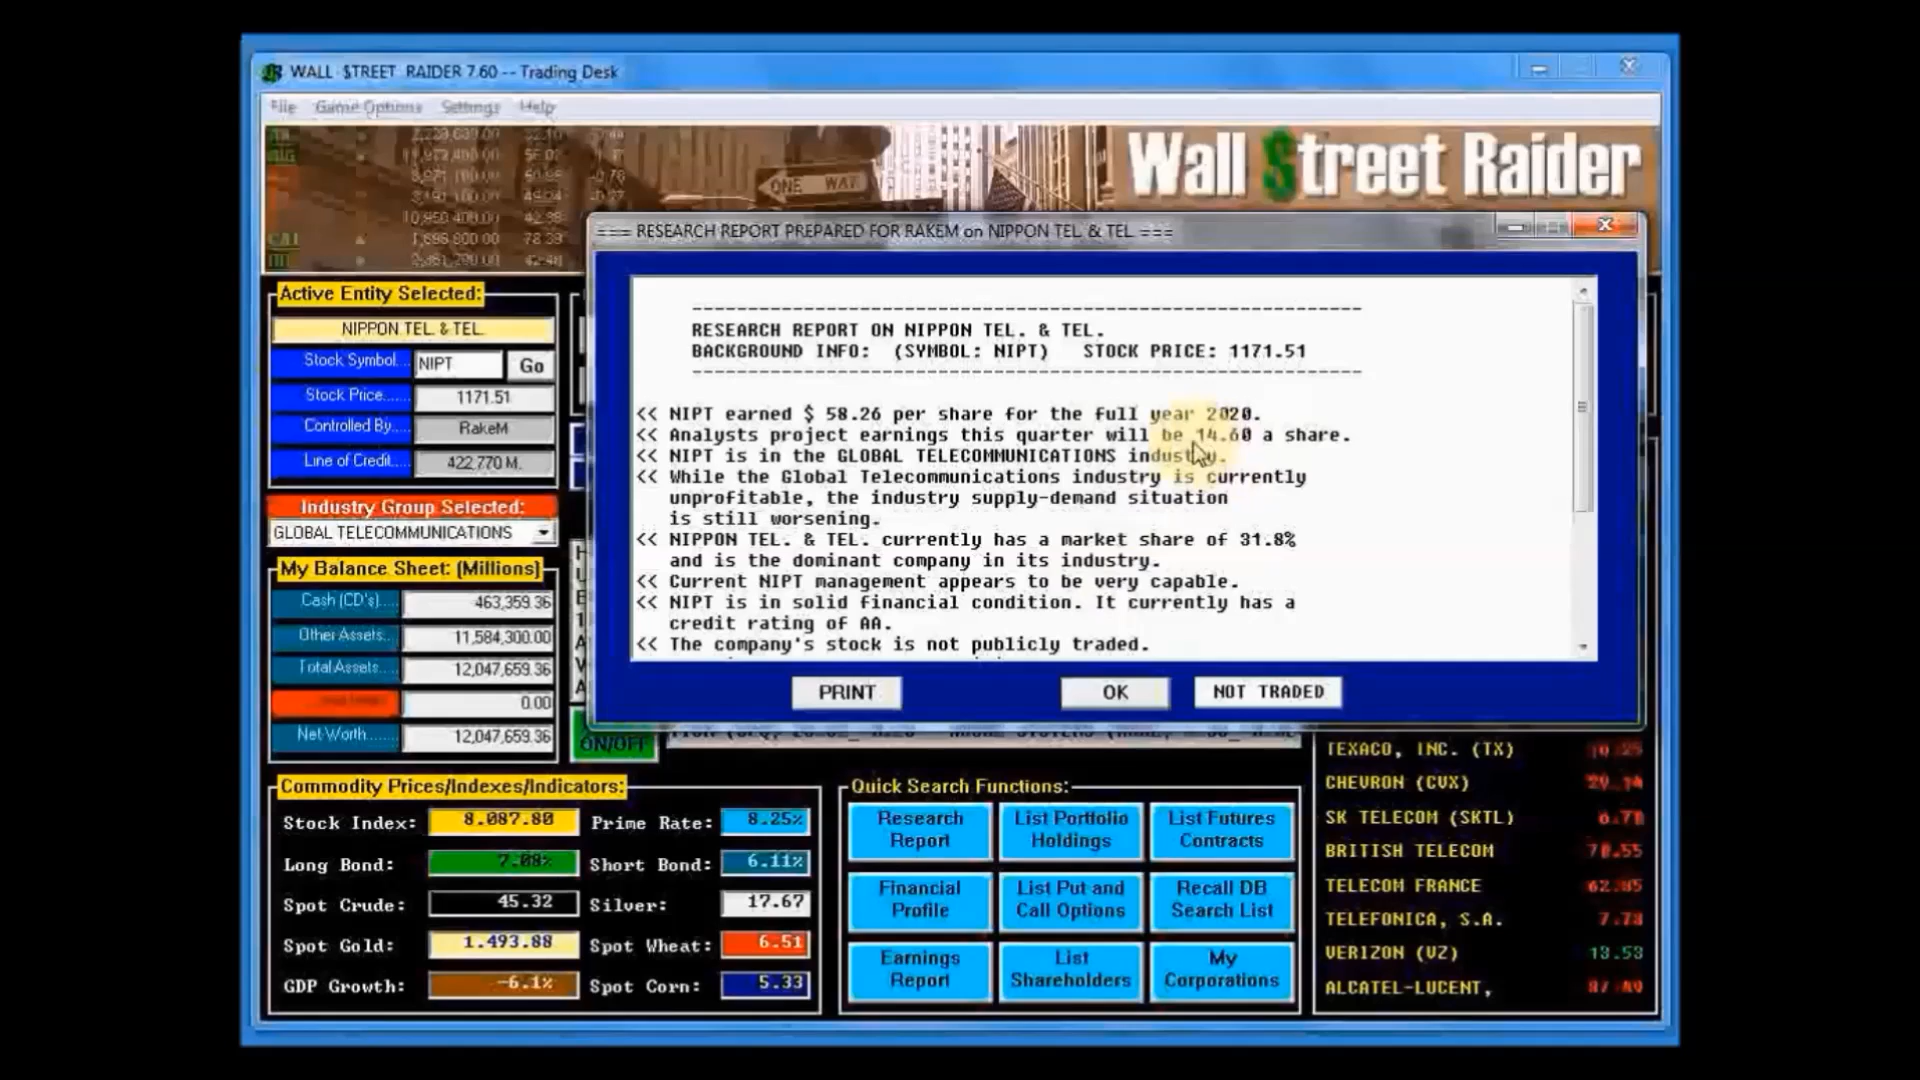 WALL $TREET RAIDER 7.60 -- Trading Desk
File Game Options Settings Help
ONE WAY
Wall $treet Raider
=== RESEARCH REPORT PREPARED FOR RAKEM on NIPPON TEL. & TEL. ===
------------------------------------------------------------
RESEARCH REPORT ON NIPPON TEL. & TEL.
BACKGROUND INFO: (SYMBOL: NIPT) STOCK PRICE: 1171.51
------------------------------------------------------------
<< NIPT earned $ 58.26 per share for the full year 2020.
<< Analysts project earnings this quarter will be 14.60 a share.
<< NIPT is in the GLOBAL TELECOMMUNICATIONS industry.
<< While the Global Telecommunications industry is currently
unprofitable, the industry supply-demand situation
is still worsening.
<< NIPPON TEL. & TEL. currently has a market share of 31.8%
and is the dominant company in its industry.
<< Current NIPT management appears to be very capable.
<< NIPT is in solid financial condition. It currently has a
credit rating of AA.
<< The company's stock is not publicly traded.
PRINT OK NOT TRADED
Active Entity Selected:
NIPPON TEL. & TEL.
Stock Symbol... NIPT Go
Stock Price...... 1171.51
Controlled By... RakeM
Line of Credit... 422,770 M.
Industry Group Selected:
GLOBAL TELECOMMUNICATIONS
My Balance Sheet: (Millions)
Cash (CD's).... 463,359.36
Other Assets.. 11,584,300.00
Total Assets... 12,047,659.36
0.00
Net Worth....... 12,047,659.36
ON/OFF
Commodity Prices/Indexes/Indicators:
Stock Index: 8.087.80 Prime Rate: 8.25%
Long Bond: 7.08% Short Bond: 6.11%
Spot Crude: 45.32 Silver: 17.67
Spot Gold: 1.493.88 Spot Wheat: 6.51
GDP Growth: -6.1% Spot Corn: 5.33
Quick Search Functions:
Research Report
List Portfolio Holdings
List Futures Contracts
Financial Profile
List Put and Call Options
Recall DB Search List
Earnings Report
List Shareholders
My Corporations
TEXACO, INC. (TX)
CHEVRON (CVX)
SK TELECOM (SKTL)
BRITISH TELECOM
TELECOM FRANCE
TELEFONICA, S.A.
VERIZON (VZ) 13.53
ALCATEL-LUCENT,